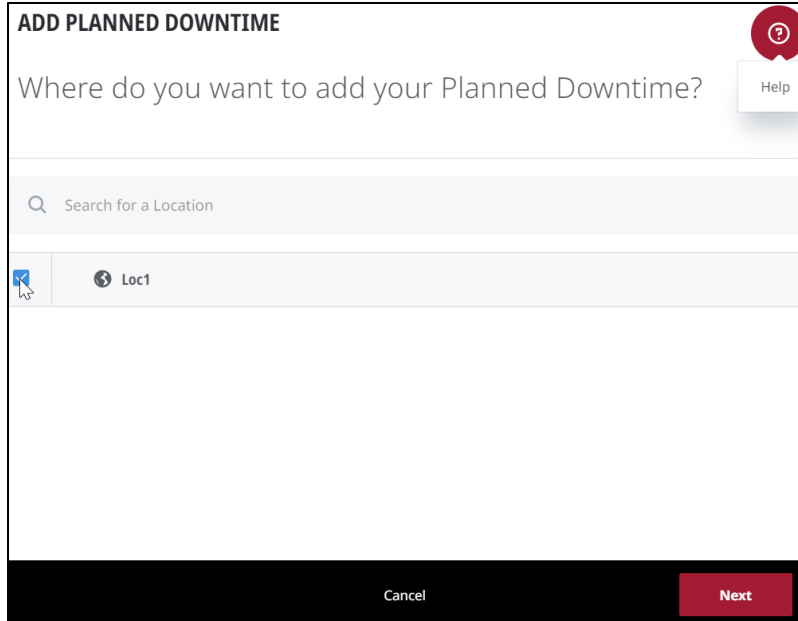 ADD PLANNED DOWNTIME
Where do you want to add your Planned Downtime?
Help
Search for a Location
Loc1
Cancel
Next